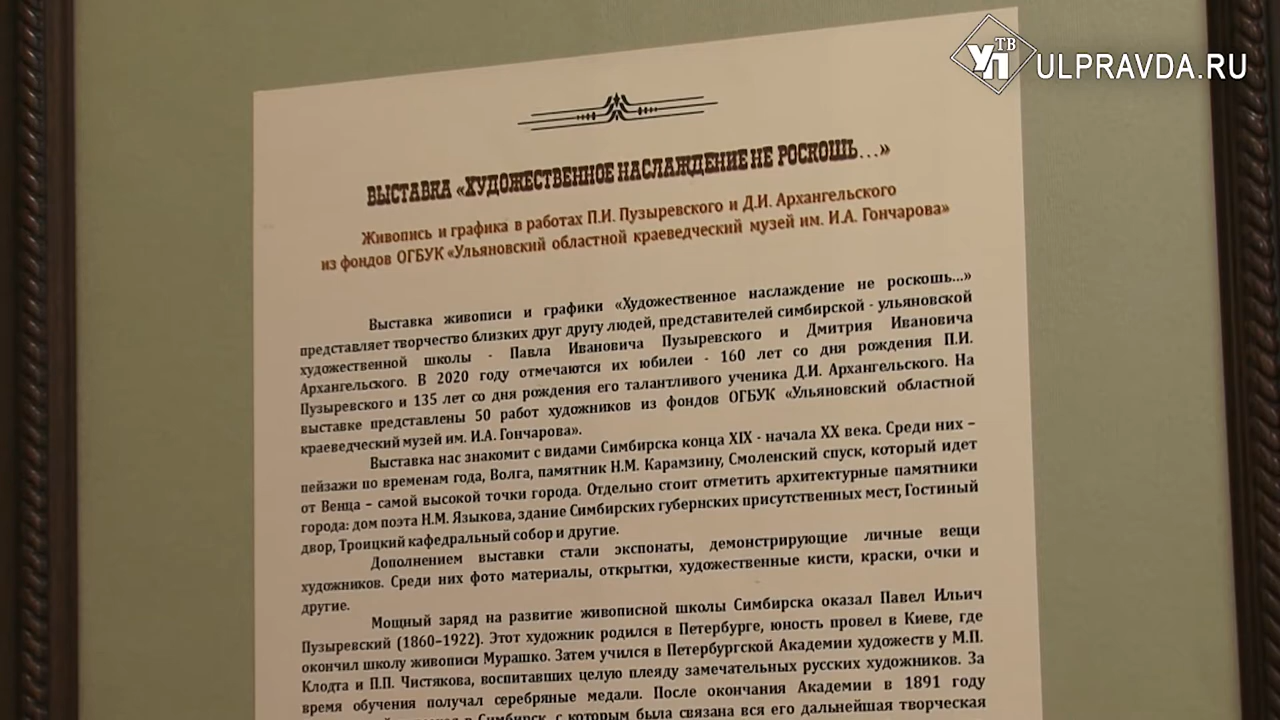 УП ТВ ULPRAVDA.RU
ВЫСТАВКА «ХУДОЖЕСТВЕННОЕ НАСЛАЖДЕНИЕ НЕ РОСКОШЬ...»
Живопись и графика в работах П.И. Пузыревского и Д.И. Архангельского
из фондов ОГБУК «Ульяновский областной краеведческий музей им. И.А. Гончарова»
Выставка живописи и графики «Художественное наслаждение не роскошь...»
представляет творчество близких друг другу людей, представителей симбирской - ульяновской
художественной школы - Павла Ивановича Пузыревского и Дмитрия Ивановича
Архангельского. В 2020 году отмечаются их юбилеи - 160 лет со дня рождения П.И.
Пузыревского и 135 лет со дня рождения его талантливого ученика Д.И. Архангельского. На
выставке представлены 50 работ художников из фондов ОГБУК «Ульяновский областной
краеведческий музей им. И.А. Гончарова».
Выставка нас знакомит с видами Симбирска конца XIX - начала XX века. Среди них –
пейзажи по временам года, Волга, памятник Н.М. Карамзину, Смоленский спуск, который идет
от Венца – самой высокой точки города. Отдельно стоит отметить архитектурные памятники
города: дом поэта Н.М. Языкова, здание Симбирских губернских присутственных мест, Гостиный
двор, Троицкий кафедральный собор и другие.
Дополнением выставки стали экспонаты, демонстрирующие личные вещи
художников. Среди них фото материалы, открытки, художественные кисти, краски, очки и
другие.
Мощный заряд на развитие живописной школы Симбирска оказал Павел Ильич
Пузыревский (1860–1922). Этот художник родился в Петербурге, юность провел в Киеве, где
окончил школу живописи Мурашко. Затем учился в Петербургской Академии художеств у М.П.
Клодта и П.П. Чистякова, воспитавших целую плеяду замечательных русских художников. За
время обучения получал серебряные медали. После окончания Академии в 1891 году
в Симбирск, с которым была связана вся его дальнейшая творческая